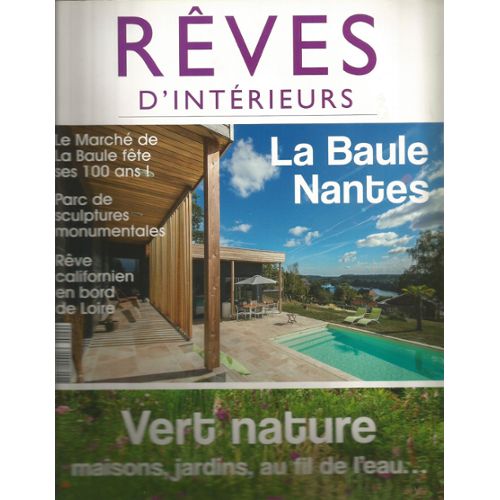 RÊVES
D'INTÉRIEURS
Le Marché de
La Baule fête
ses 100 ans !
Parc de
sculptures
monumentales
Rêve
californien
en bord
de Loire
La Baule
Nantes
Vert nature
maisons, jardins, au fil de l'eau...